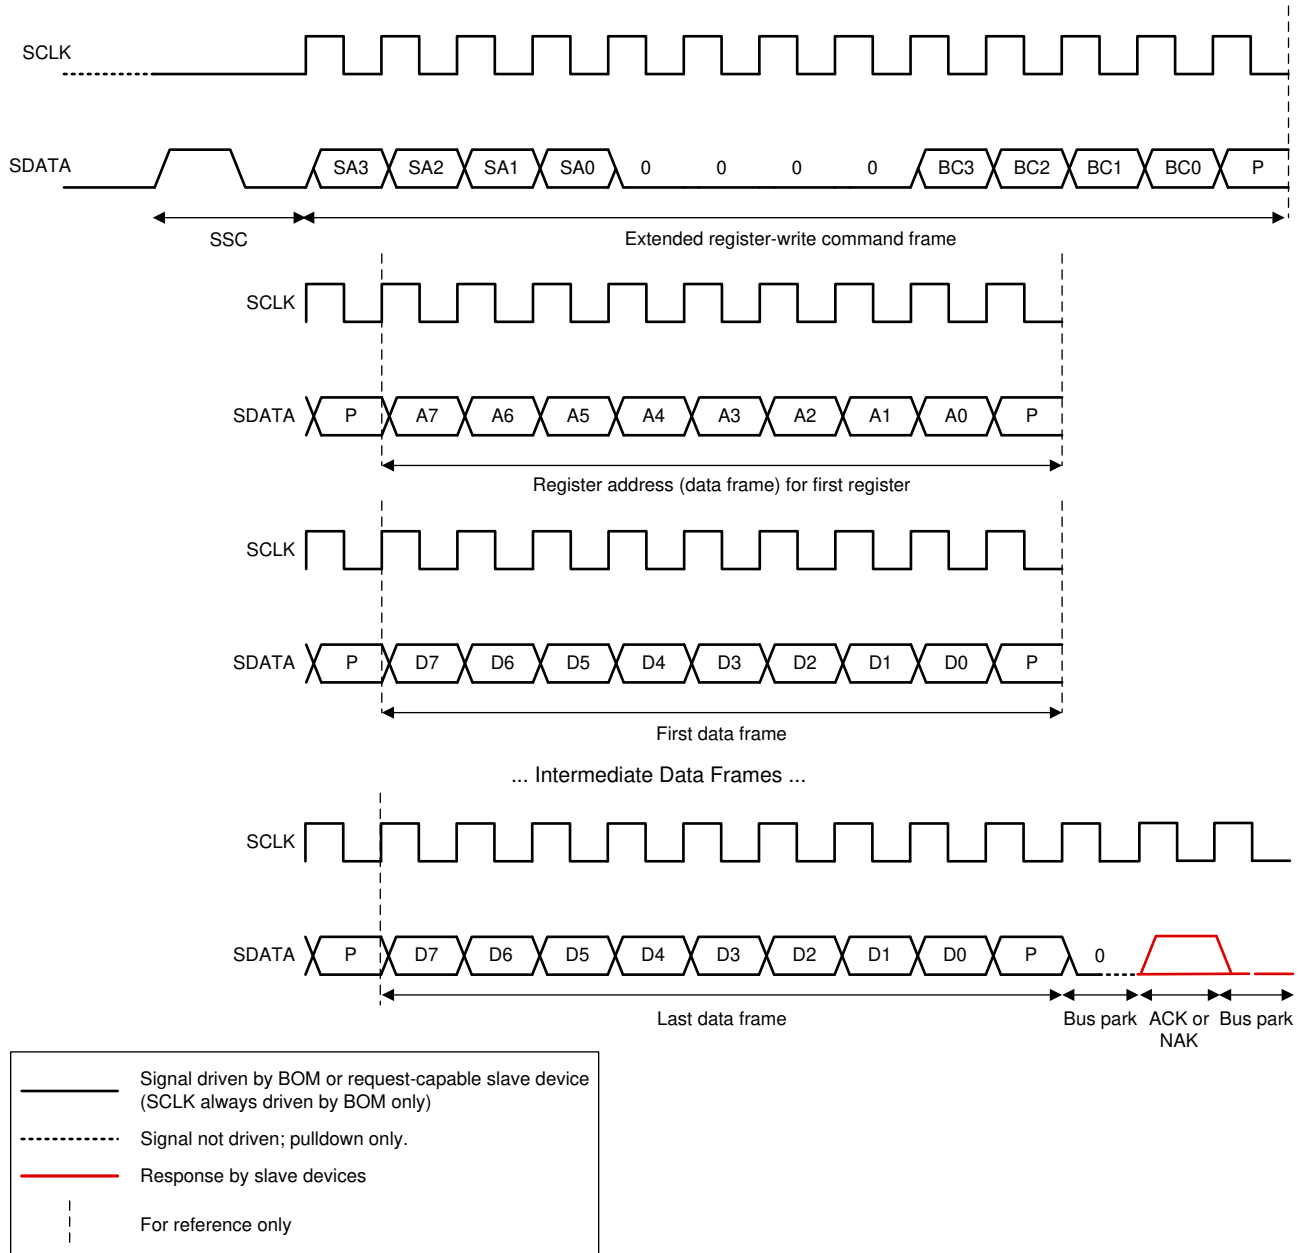 SCLK
SDATA
SA3 SA2 SA1 SA0 0 0 0 0 BC3 BC2 BC1 BC0 P
SSC
Extended register-write command frame
SCLK
SDATA
P A7 A6 A5 A4 A3 A2 A1 A0 P
Register address (data frame) for first register
SCLK
SDATA
P D7 D6 D5 D4 D3 D2 D1 D0 P
First data frame
... Intermediate Data Frames ...
SCLK
SDATA
P D7 D6 D5 D4 D3 D2 D1 D0 P 0
Last data frame
Bus park
ACK or
NAK
Bus park
Signal driven by BOM or request-capable slave device
(SCLK always driven by BOM only)
Signal not driven; pulldown only.
Response by slave devices
For reference only